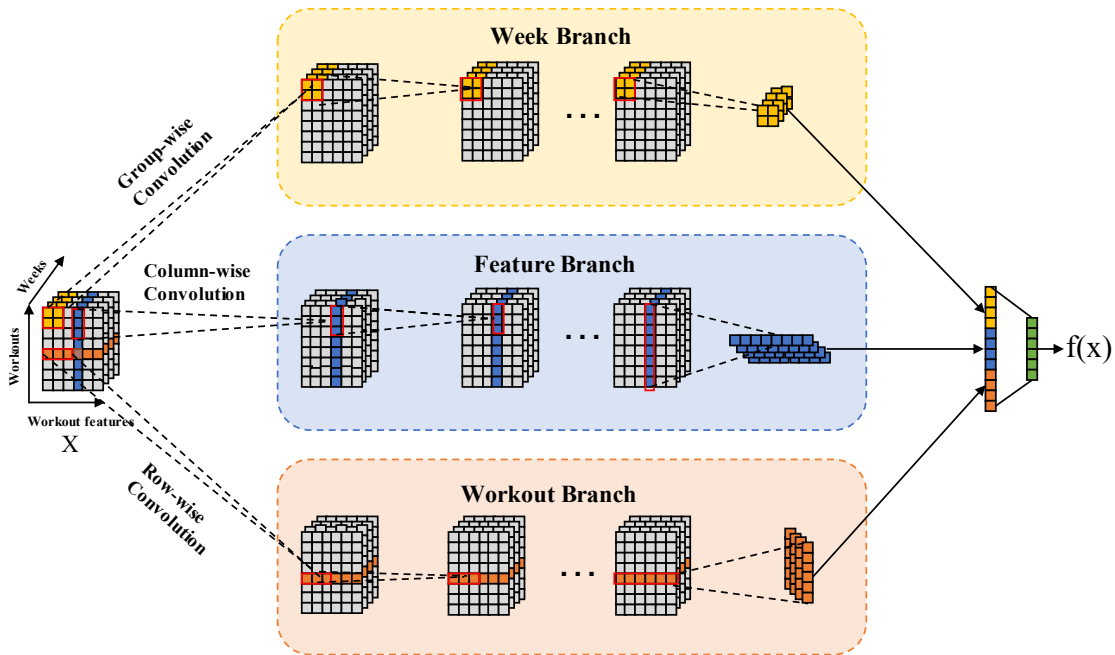 Week Branch
. . .
Group-wise
Convolution
Feature Branch
Column-wise
Convolution
. . .
Weeks
Workouts
Workout features
X
f(x)
Row-wise
Convolution
Workout Branch
. . .